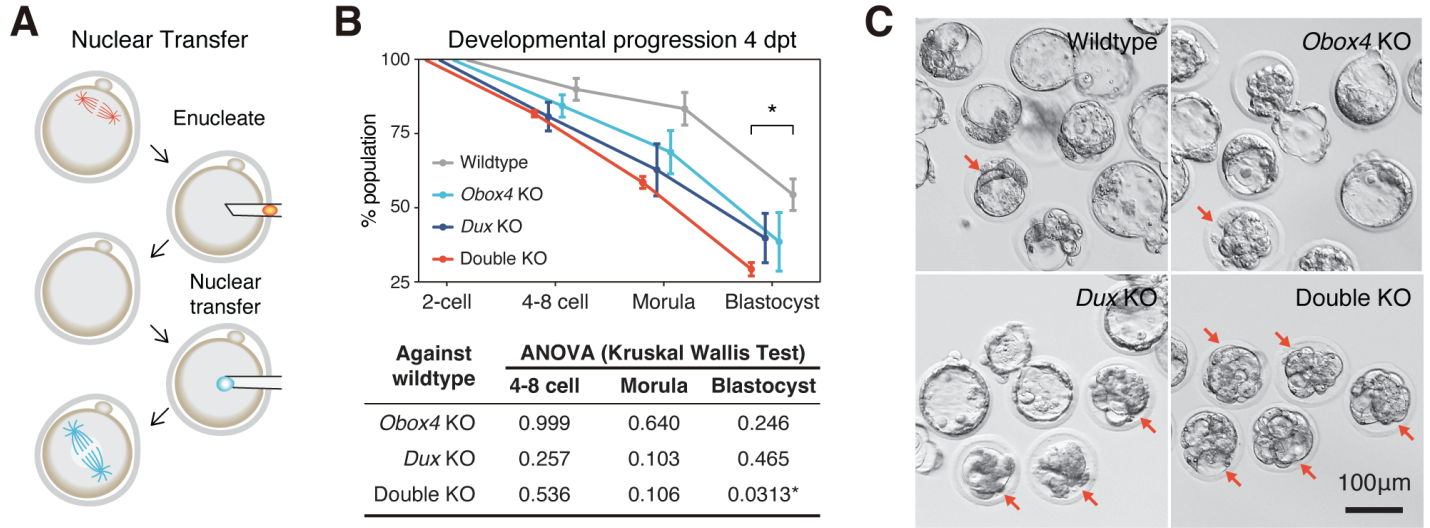 A
Nuclear Transfer
Enucleate
Nuclear
transfer
B
Developmental progression 4 dpt
% population
100
75
50
25
*
Wildtype
Obox4 KO
Dux KO
Double KO
2-cell
4-8 cell
Morula
Blastocyst
Against
wildtype
ANOVA (Kruskal Wallis Test)
4-8 cell Morula Blastocyst
Obox4 KO 0.999 0.640 0.246
Dux KO 0.257 0.103 0.465
Double KO 0.536 0.106 0.0313*
C
Wildtype
Obox4 KO
Dux KO
Double KO
100μm